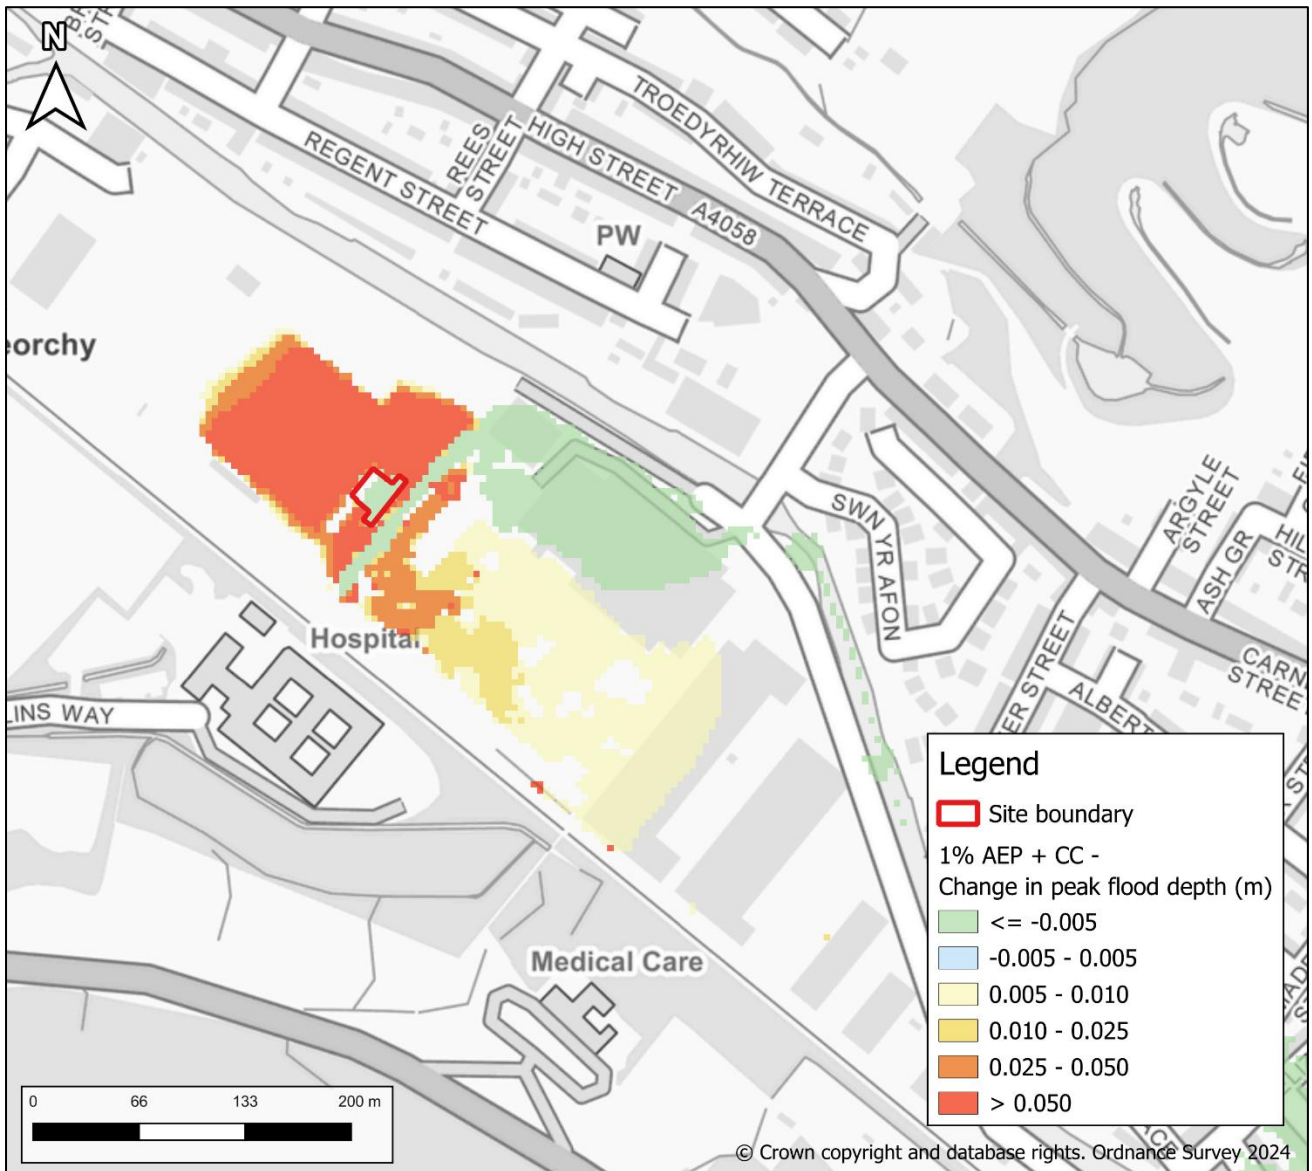 N
TROEDYRHIW TERRACE
REES
STREET
HIGH STREET A4058
REGENT STREET
PW
eorchy
ARGYLE
STREET
ASH GR
SWN YR AFON
Hospital
CARN
STREE
ALBERT
ER STREET
LINS WAY
Medical Care
Legend
Site boundary
1% AEP + CC -
Change in peak flood depth (m)
<= -0.005
-0.005 - 0.005
0.005 - 0.010
0.010 - 0.025
0.025 - 0.050
> 0.050
0 66 133 200 m
© Crown copyright and database rights. Ordnance Survey 2024